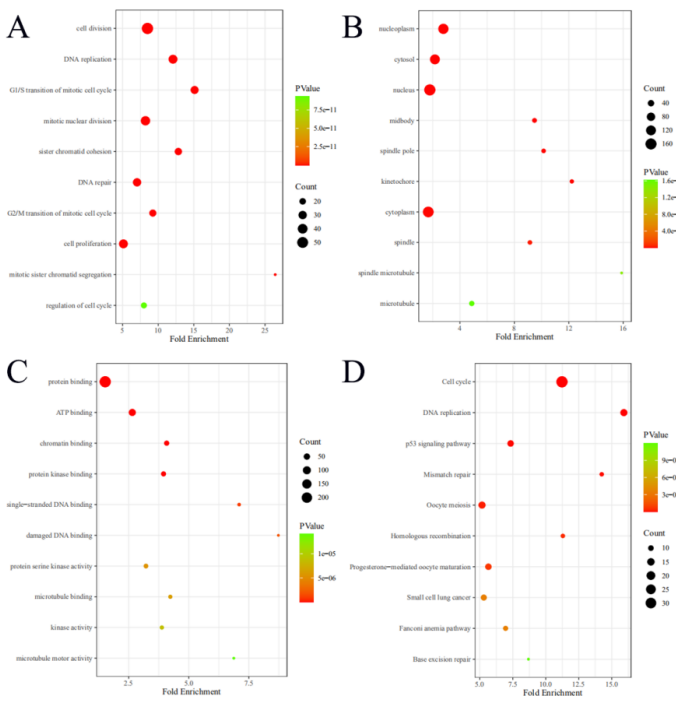 A
cell division
DNA replication
G1/S transition of mitotic cell cycle
mitotic nuclear division
sister chromatid cohesion
DNA repair
G2/M transition of mitotic cell cycle
cell proliferation
mitotic sister chromatid segregation
regulation of cell cycle
5
10
15
20
25
Fold Enrichment
PValue
7.5e−11
5.0e−11
2.5e−11
Count
20
30
40
50
B
nucleoplasm
cytosol
nucleus
midbody
spindle pole
kinetochore
cytoplasm
spindle
spindle microtubule
microtubule
4
8
12
16
Fold Enrichment
Count
40
80
120
160
PValue
1.6e−
1.2e−
8.0e−
4.0e−
C
protein binding
ATP binding
chromatin binding
protein kinase binding
single−stranded DNA binding
damaged DNA binding
protein serine kinase activity
microtubule binding
kinase activity
microtubule motor activity
2.5
5.0
7.5
Fold Enrichment
Count
50
100
150
200
PValue
1e−05
5e−06
D
Cell cycle
DNA replication
p53 signaling pathway
Mismatch repair
Oocyte meiosis
Homologous recombination
Progesterone−mediated oocyte maturation
Small cell lung cancer
Fanconi anemia pathway
Base excision repair
5.0
7.5
10.0
12.5
15.0
Fold Enrichment
PValue
9e−0
6e−0
3e−0
Count
10
15
20
25
30